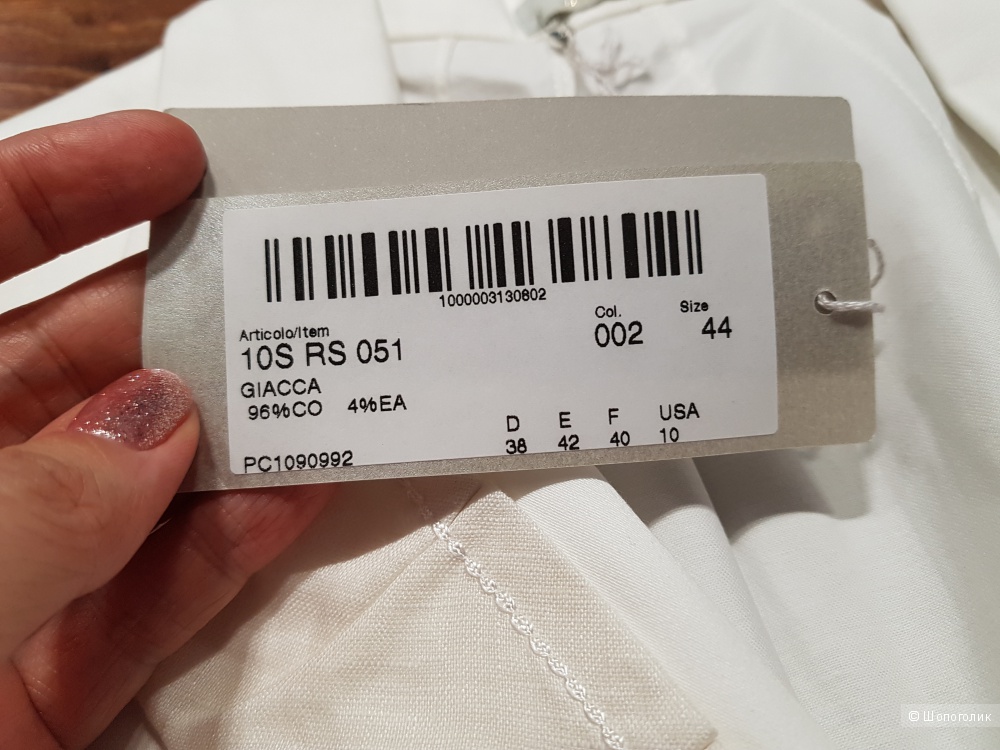 1000003130802
Articolo/Item
10S RS 051
Col.
002
Size
44
GIACCA
96%CO 4%EA
D E F USA
38 42 40 10
PC1090992
© Шопоголик